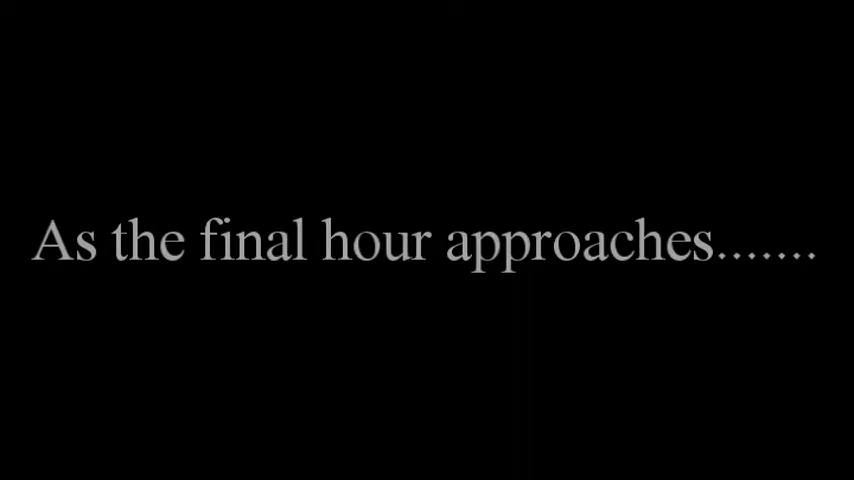 As the final hour approaches.......